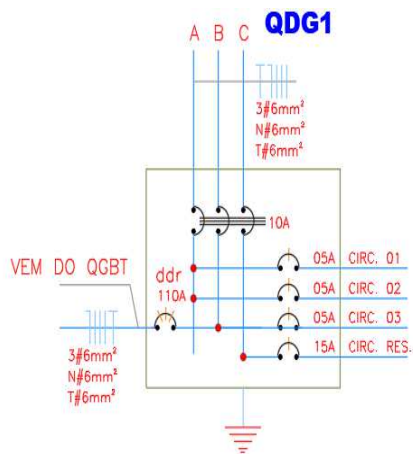 QDG1
A B C
3#6mm²
N#6mm²
T#6mm²
10A
VEM DO QGBT
ddr
110A
05A CIRC. 01
05A CIRC. 02
05A CIRC. 03
15A CIRC. RES.
3#6mm²
N#6mm²
T#6mm²